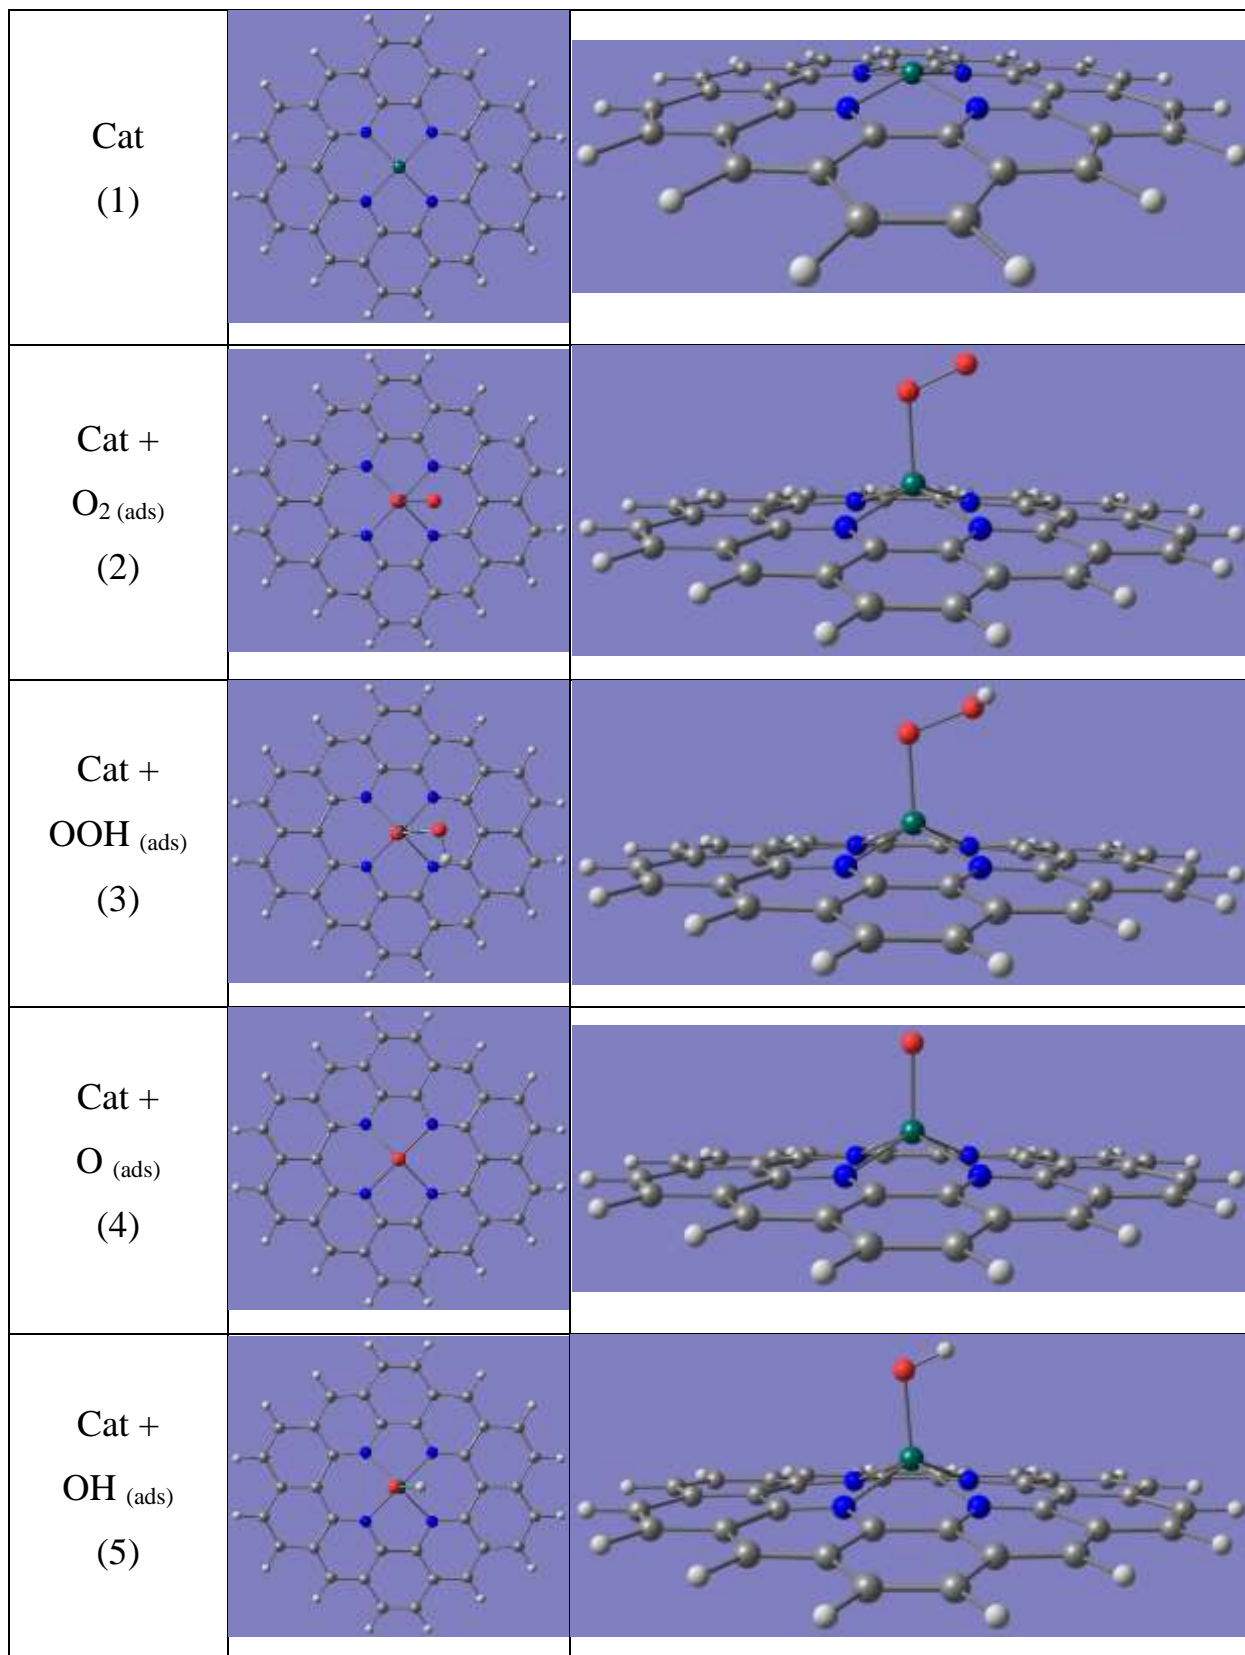 Cat
(1)
Cat +
O2 (ads)
(2)
Cat +
OOH (ads)
(3)
Cat +
O (ads)
(4)
Cat +
OH (ads)
(5)